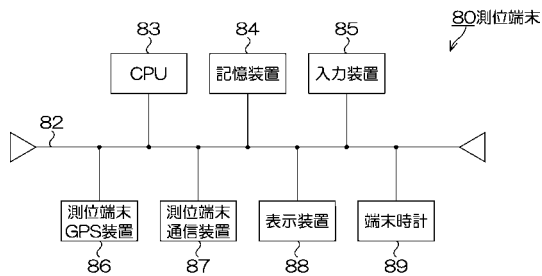 80 測位端末
83
84
85
CPU
記憶装置
入力装置
82
測位端末
GPS装置
測位端末
通信装置
表示装置
端末時計
86
87
88
89